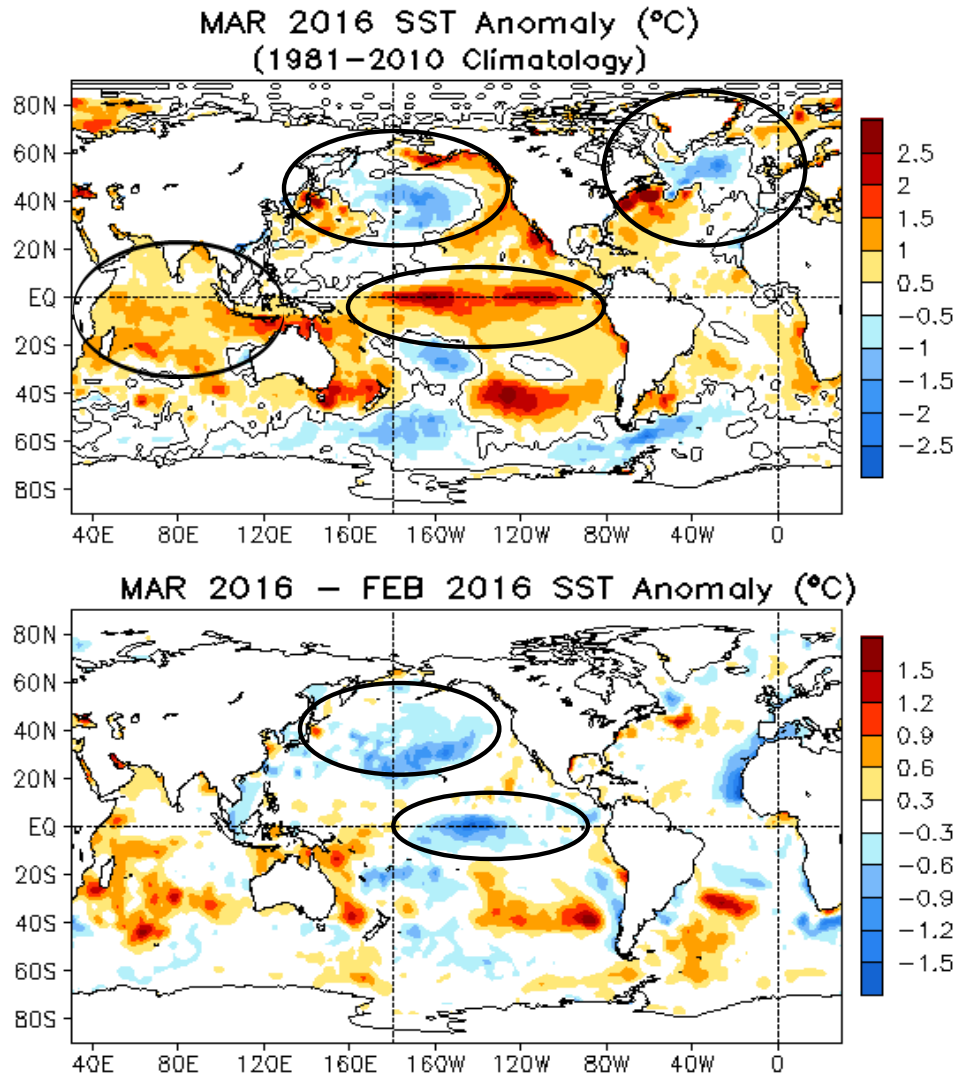 MAR 2016 SST Anomaly (°C)
(1981-2010 Climatology)
80N
60N
40N
20N
EQ
20S
40S
60S
80S
40E 80E 120E 160E 160W 120W 80W 40W 0
2.5
2
1.5
1
0.5
-0.5
-1
-1.5
-2
-2.5
MAR 2016 - FEB 2016 SST Anomaly (°C)
80N
60N
40N
20N
EQ
20S
40S
60S
80S
40E 80E 120E 160E 160W 120W 80W 40W 0
1.5
1.2
0.9
0.6
0.3
-0.3
-0.6
-0.9
-1.2
-1.5